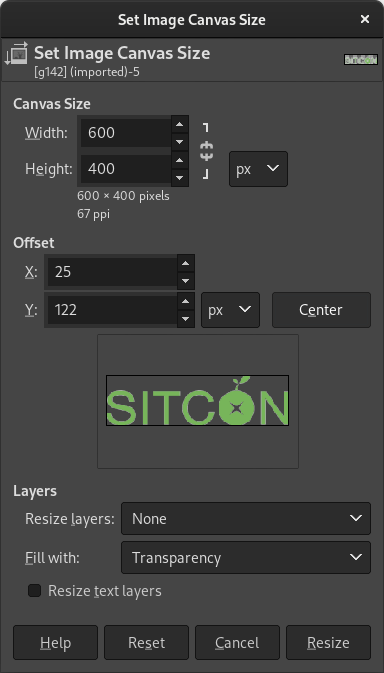 Set Image Canvas Size
Set Image Canvas Size
[g142] (imported)-5
Canvas Size
Width: 600
Height: 400 px
600 × 400 pixels
67 ppi
Offset
X: 25
Y: 122 px Center
SITCON
Layers
Resize layers: None
Fill with: Transparency
Resize text layers
Help Reset Cancel Resize